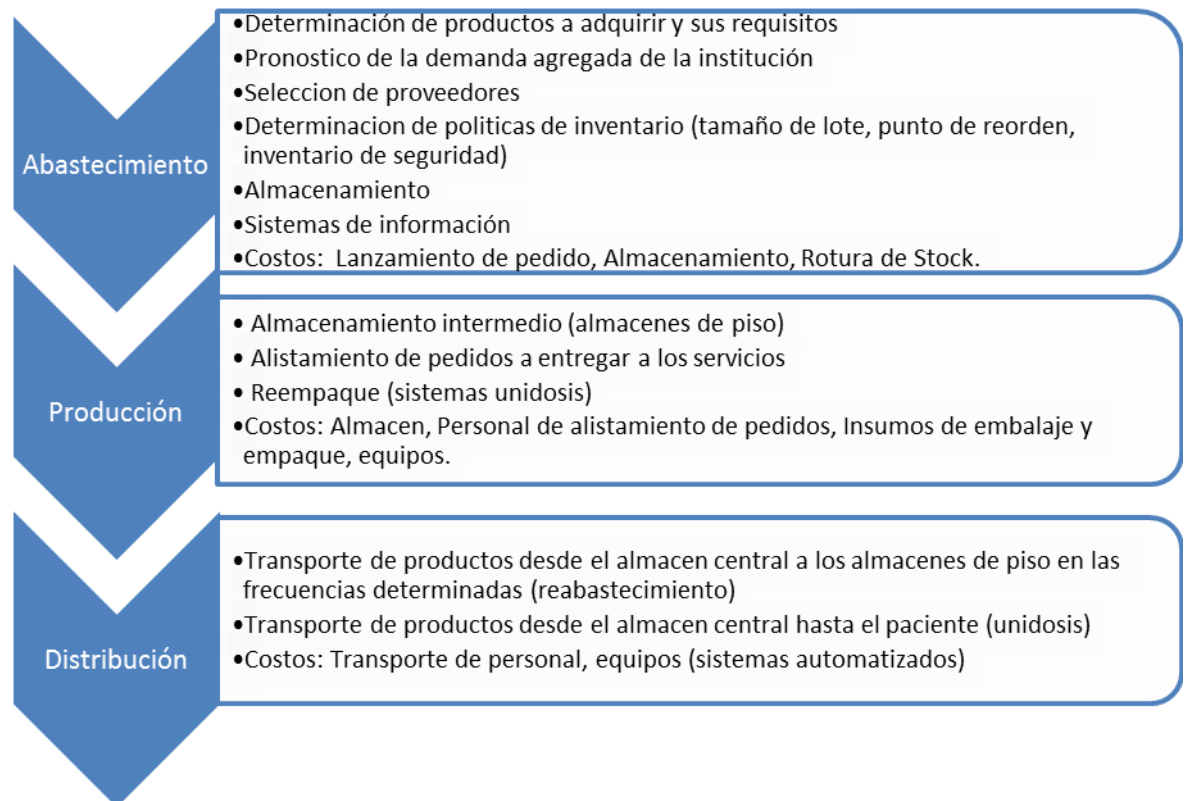 Abastecimiento
•Determinación de productos a adquirir y sus requisitos
•Pronostico de la demanda agregada de la institución
•Seleccion de proveedores
•Determinacion de politicas de inventario (tamaño de lote, punto de reorden,
inventario de seguridad)
•Almacenamiento
•Sistemas de información
•Costos: Lanzamiento de pedido, Almacenamiento, Rotura de Stock.
Producción
• Almacenamiento intermedio (almacenes de piso)
• Alistamiento de pedidos a entregar a los servicios
• Reempaque (sistemas unidosis)
•Costos: Almacen, Personal de alistamiento de pedidos, Insumos de embalaje y
empaque, equipos.
Distribución
•Transporte de productos desde el almacen central a los almacenes de piso en las
frecuencias determinadas (reabastecimiento)
•Transporte de productos desde el almacen central hasta el paciente (unidosis)
•Costos: Transporte de personal, equipos (sistemas automatizados)